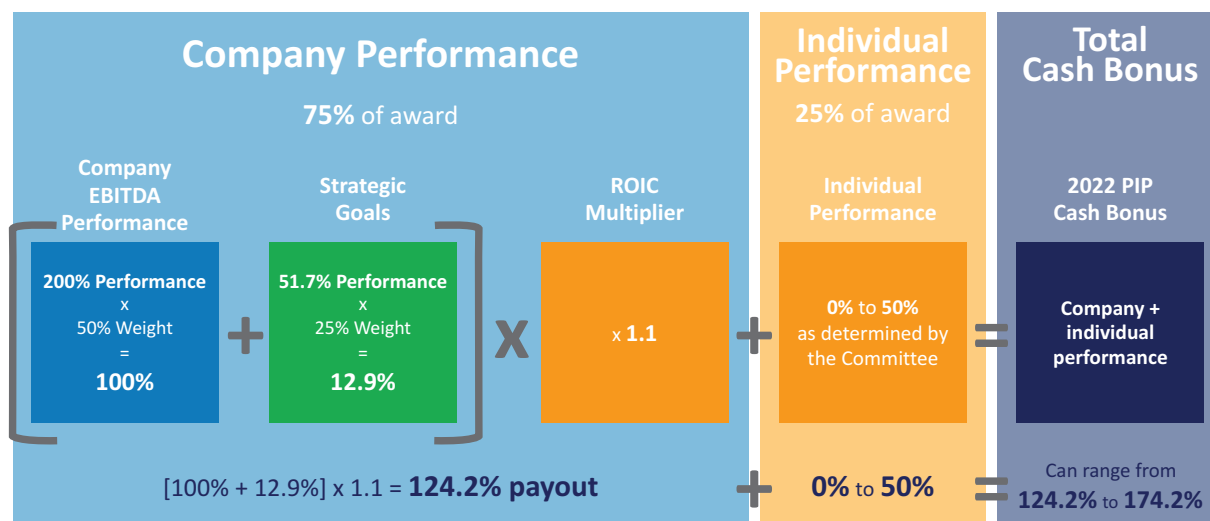 Company Performance
75% of award
Company
EBITDA
Performance
200% Performance
x
50% Weight
=
100%
+
Strategic
Goals
51.7% Performance
x
25% Weight
=
12.9%
x
ROIC
Multiplier
x 1.1
[100% + 12.9%] x 1.1 = 124.2% payout
+
Individual
Performance
25% of award
Individual
Performance
0% to 50%
as determined by
the Committee
+
0% to 50%
=
Total
Cash Bonus
2022 PIP
Cash Bonus
Company +
individual
performance
=
Can range from
124.2% to 174.2%